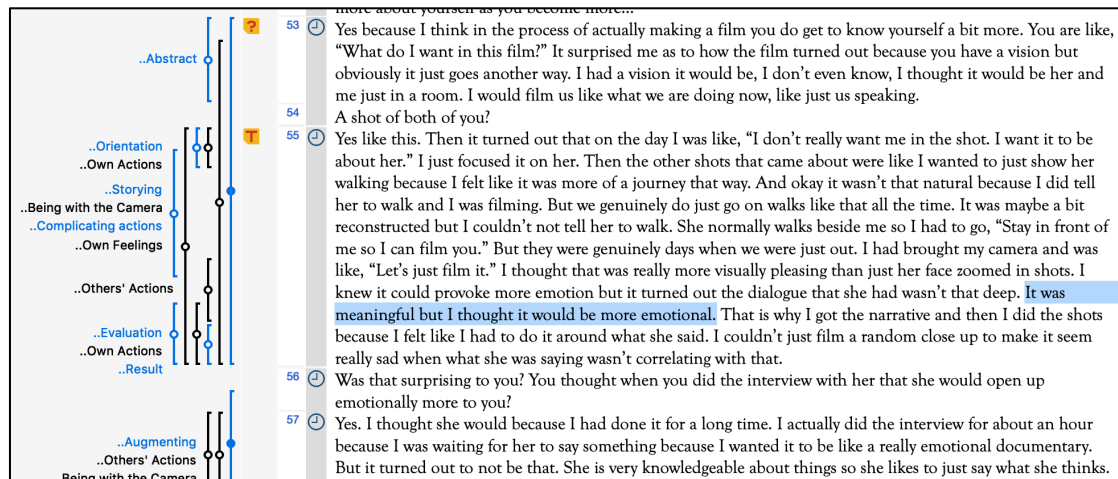 more about yourself as you become more...
53 Yes because I think in the process of actually making a film you do get to know yourself a bit more. You are like,
“What do I want in this film?” It surprised me as to how the film turned out because you have a vision but
obviously it just goes another way. I had a vision it would be, I don’t even know, I thought it would be her and
me just in a room. I would film us like what we are doing now, like just us speaking.
54 A shot of both of you?
55 Yes like this. Then it turned out that on the day I was like, “I don’t really want me in the shot. I want it to be
about her.” I just focused it on her. Then the other shots that came about were like I wanted to just show her
walking because I felt like it was more of a journey that way. And okay it wasn’t that natural because I did tell
her to walk and I was filming. But we genuinely do just go on walks like that all the time. It was maybe a bit
reconstructed but I couldn’t not tell her to walk. She normally walks beside me so I had to go, “Stay in front of
me so I can film you.” But they were genuinely days when we were just out. I had brought my camera and was
like, “Let’s just film it.” I thought that was really more visually pleasing than just her face zoomed in shots. I
knew it could provoke more emotion but it turned out the dialogue that she had wasn’t that deep. It was
meaningful but I thought it would be more emotional. That is why I got the narrative and then I did the shots
because I felt like I had to do it around what she said. I couldn’t just film a random close up to make it seem
really sad when what she was saying wasn’t correlating with that.
56 Was that surprising to you? You thought when you did the interview with her that she would open up
emotionally more to you?
57 Yes. I thought she would because I had done it for a long time. I actually did the interview for about an hour
because I was waiting for her to say something because I wanted it to be like a really emotional documentary.
But it turned out to not be that. She is very knowledgeable about things so she likes to just say what she thinks.
..Abstract
..Orientation
..Own Actions
..Storying
..Being with the Camera
..Complicating actions
..Own Feelings
..Others' Actions
..Evaluation
..Own Actions
..Result
..Augmenting
..Others' Actions
Being with the Camera
?
T